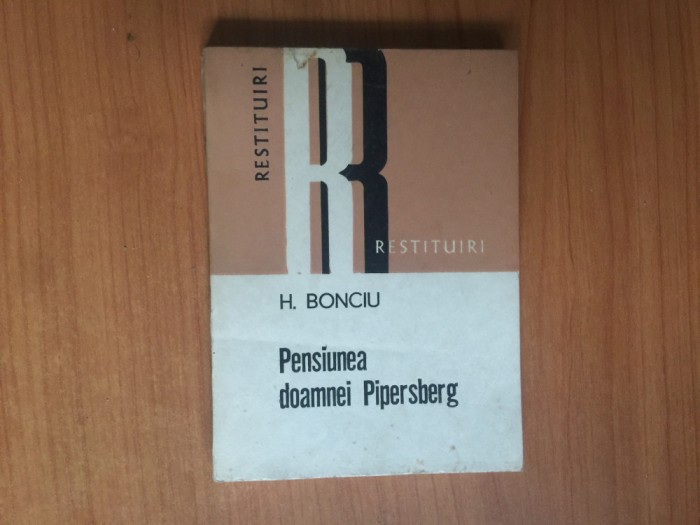 RESTITUIRI
RESTITUIRI
H. BONCIU
Pensiunea
doamnei Pipersberg